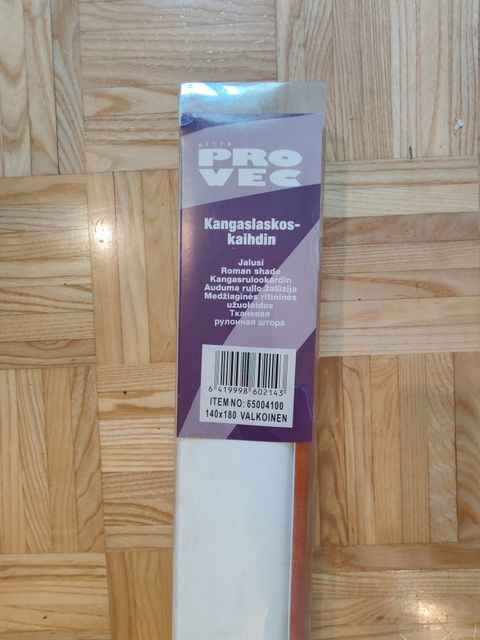 ultra
PRO
VEC
Kangaslaskos-
kaihdin
Jalusi
Roman shade
Kangasrulookardin
Auduma rullo žalūzija
Medžiaginės ritininės
užuolaidos
Тканевая
рулонная штора
6 419998 602143
ITEM NO: 65004100
140x180 VALKOINEN